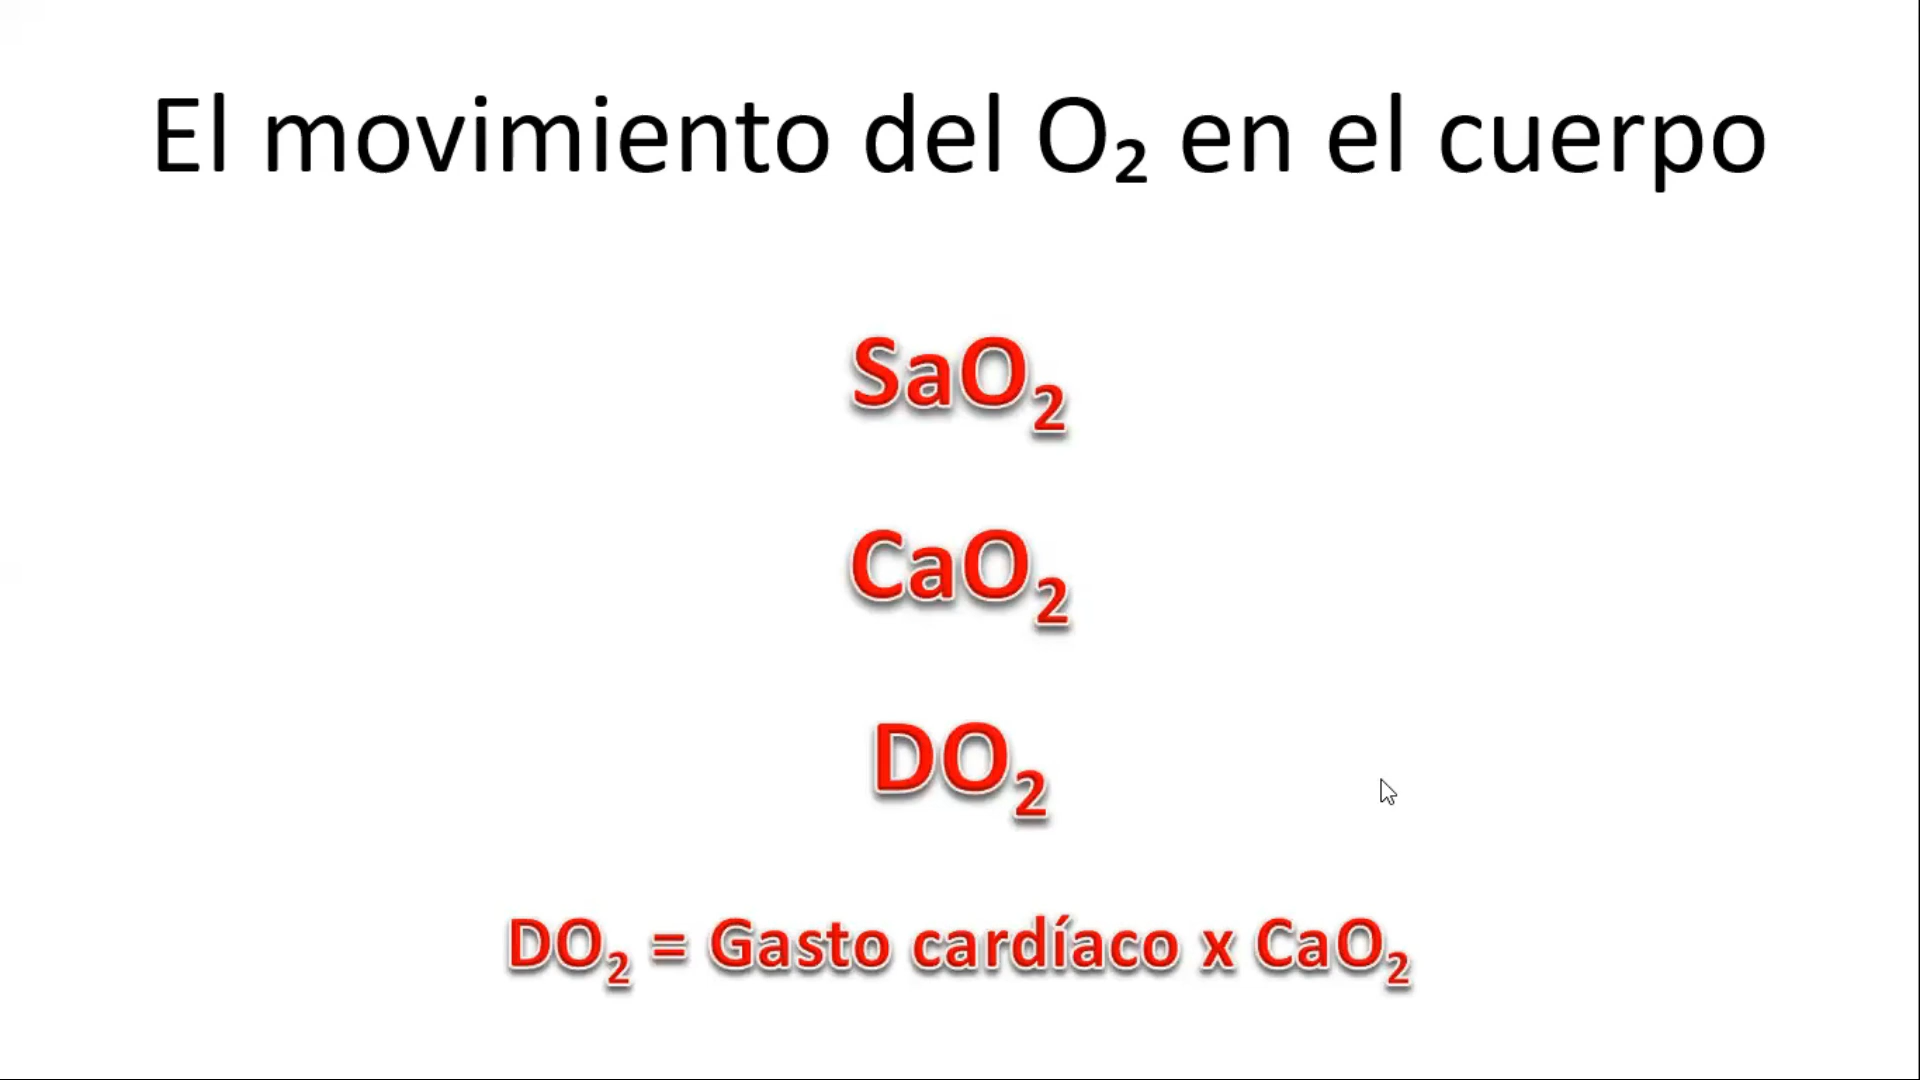 El movimiento del O₂ en el cuerpo
SaO₂
CaO₂
DO₂
DO₂ = Gasto cardíaco x CaO₂